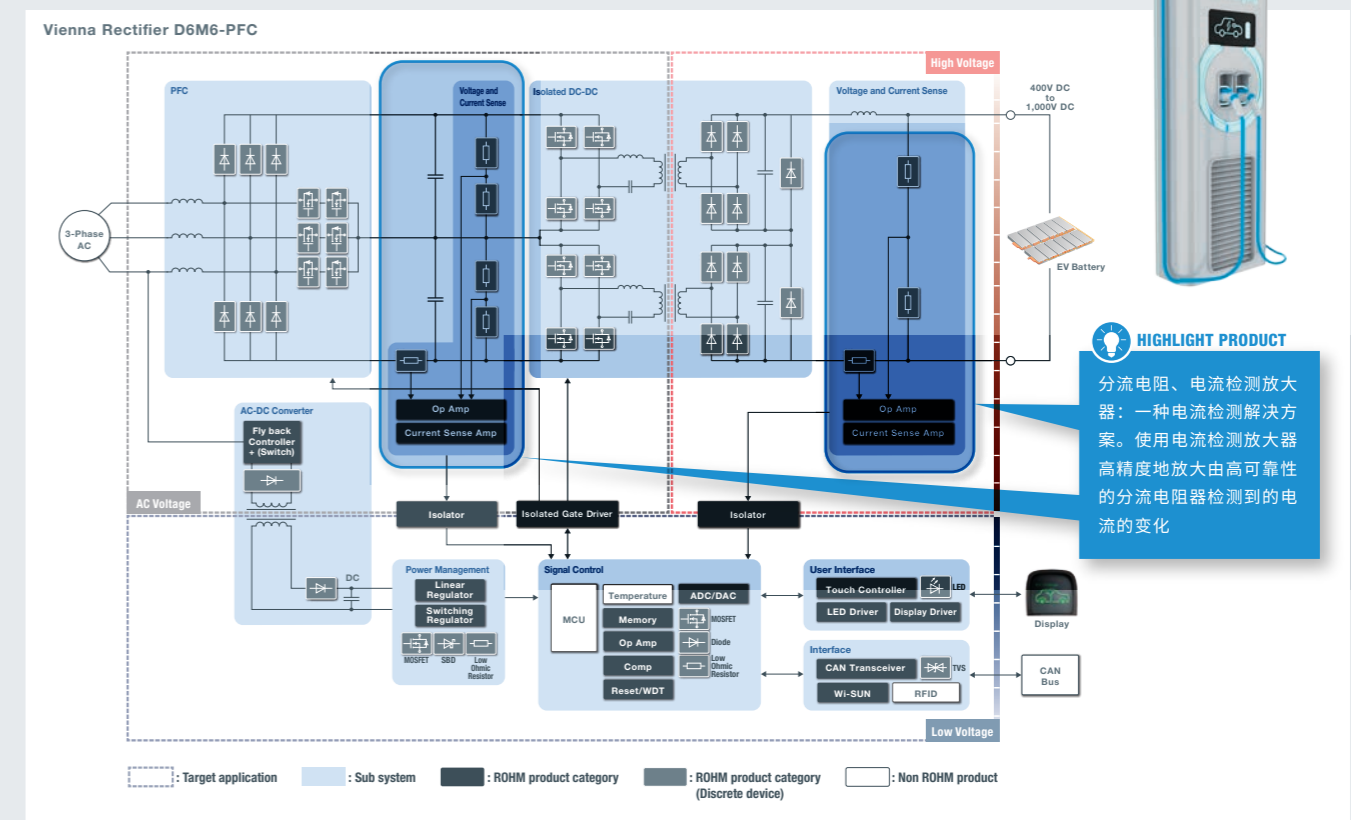 Vienna Rectifier D6M6-PFC
High Voltage
PFC
Voltage and
Current Sense
Isolated DC-DC
Voltage and Current Sense
400V DC
to
1,000V DC
3-Phase
AC
EV Battery
HIGHLIGHT PRODUCT
分流电阻、电流检测放大
器：一种电流检测解决方
案。使用电流检测放大器
高精度地放大由高可靠性
的分流电阻器检测到的电
流的变化
Op Amp
Current Sense Amp
Op Amp
Current Sense Amp
AC-DC Converter
Fly back
Controller
+ (Switch)
AC Voltage
Isolator
Isolated Gate Driver
Isolator
DC
Power Management
Linear
Regulator
Switching
Regulator
MOSFET
SBD
Low
Ohmic
Resistor
Signal Control
MCU
Temperature
ADC/DAC
Memory
MOSFET
Op Amp
Diode
Comp
Low
Ohmic
Resistor
Reset/WDT
User Interface
Touch Controller
LED
LED Driver
Display Driver
Display
Interface
CAN Transceiver
TVS
Wi-SUN
RFID
CAN
Bus
Low Voltage
: Target application
: Sub system
: ROHM product category
: ROHM product category
(Discrete device)
: Non ROHM product